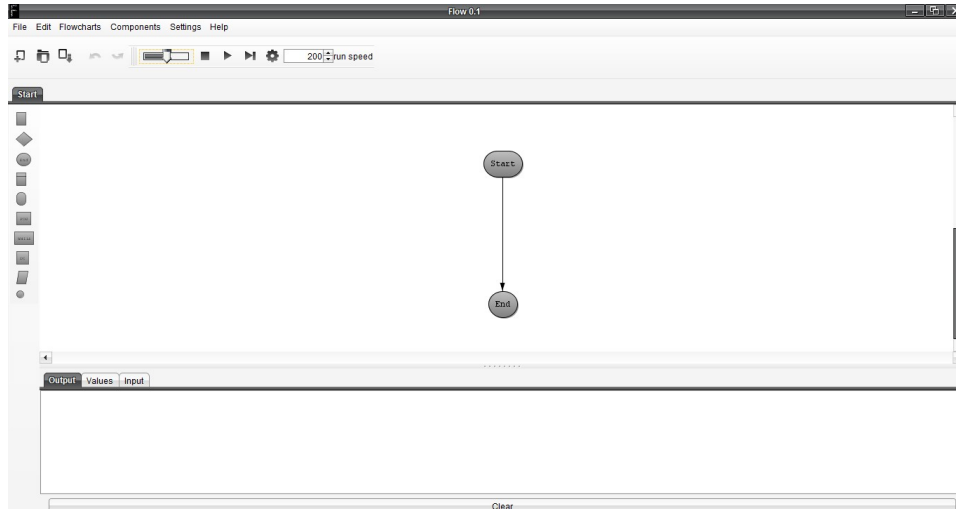 Flow 0.1
File Edit Flowcharts Components Settings Help
200 run speed
Start
Start
End
Output Values Input
Clear